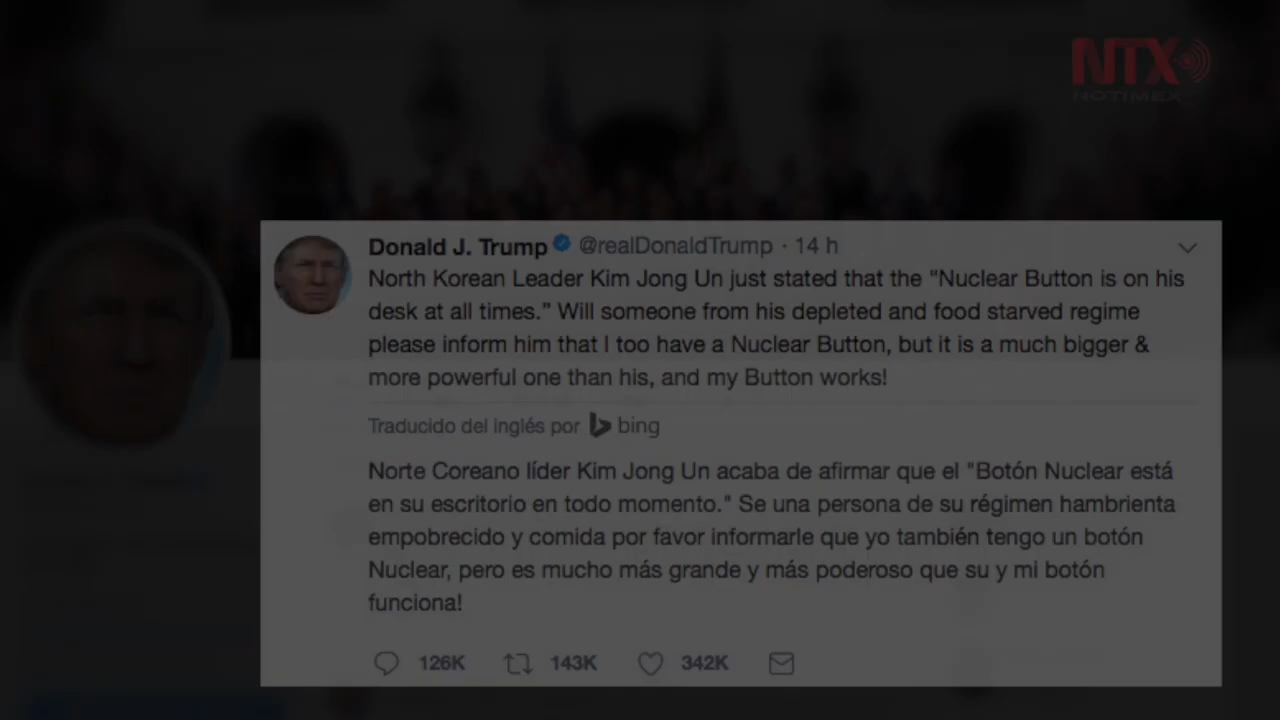 NTX
NOTIMEX
Donald J. Trump @realDonaldTrump · 14 h
North Korean Leader Kim Jong Un just stated that the "Nuclear Button is on his
desk at all times.” Will someone from his depleted and food starved regime
please inform him that I too have a Nuclear Button, but it is a much bigger &
more powerful one than his, and my Button works!
Traducido del inglés por bing
Norte Coreano líder Kim Jong Un acaba de afirmar que el "Botón Nuclear está
en su escritorio en todo momento." Se una persona de su régimen hambrienta
empobrecido y comida por favor informarle que yo también tengo un botón
Nuclear, pero es mucho más grande y más poderoso que su y mi botón
funciona!
126K 143K 342K